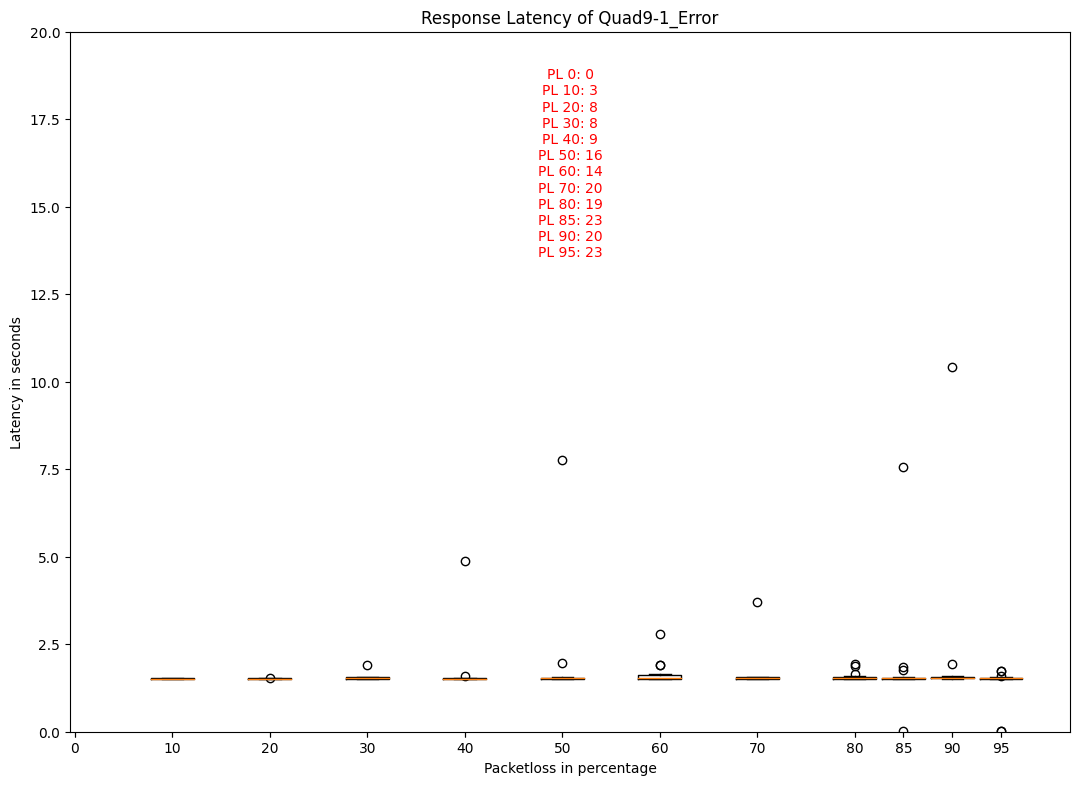 Response Latency of Quad9-1_Error
20.0
17.5
15.0
12.5
10.0
7.5
5.0
2.5
0.0
Latency in seconds
PL 0: 0
PL 10: 3
PL 20: 8
PL 30: 8
PL 40: 9
PL 50: 16
PL 60: 14
PL 70: 20
PL 80: 19
PL 85: 23
PL 90: 20
PL 95: 23
0 10 20 30 40 50 60 70 80 85 90 95
Packetloss in percentage